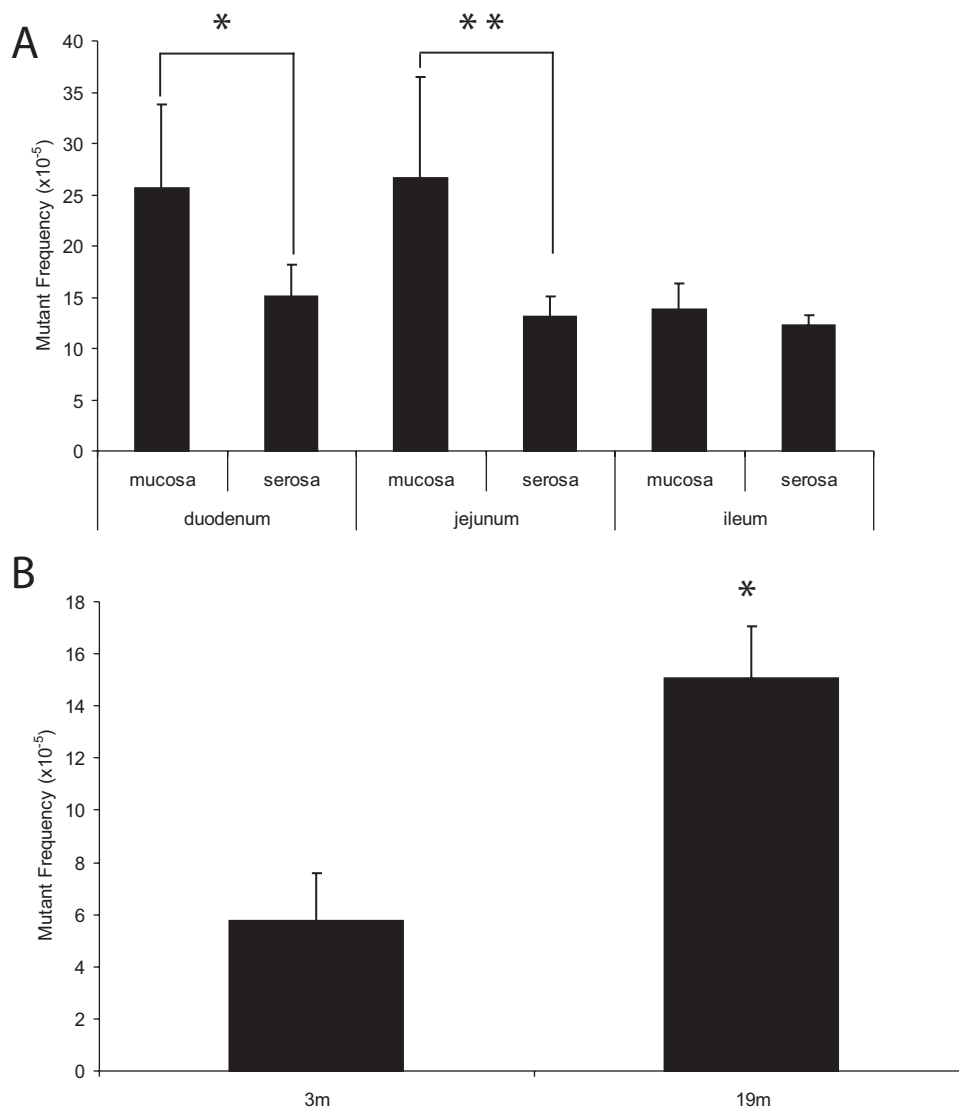 A
* * *
40
35
30
25
20
15
10
5
0
Mutant Frequency (x10⁻⁵)
mucosa serosa mucosa serosa mucosa serosa
duodenum jejunum ileum
B
*
18
16
14
12
10
8
6
4
2
0
Mutant Frequency (x10⁻⁵)
3m 19m